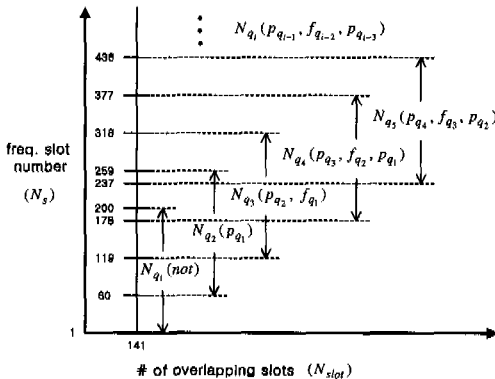 N_{q_i}(p_{q_{i-1}}, f_{q_{i-2}}, p_{q_{i-3}})
436
377
N_{q_5}(p_{q_4}, f_{q_3}, p_{q_2})
318
N_{q_4}(p_{q_3}, f_{q_2}, p_{q_1})
freq. slot
number
(N_s)
259
237
N_{q_3}(p_{q_2}, f_{q_1})
200
178
N_{q_2}(p_{q_1})
119
N_{q_1}(not)
60
1
141
# of overlapping slots (N_{slot})